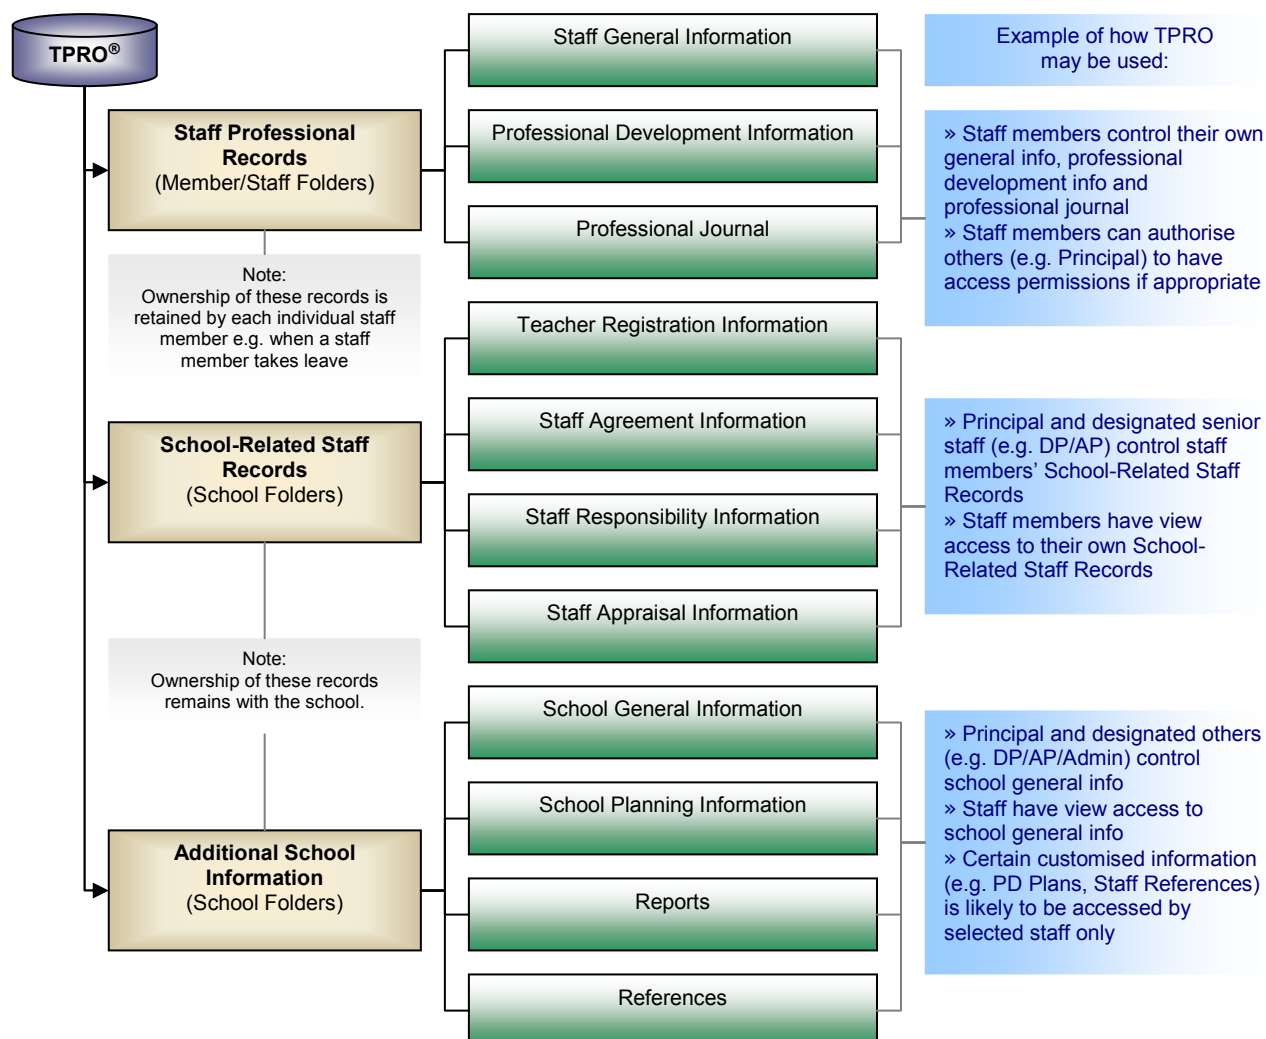 TPRO®
Staff Professional
Records
(Member/Staff Folders)
Note:
Ownership of these records is
retained by each individual staff
member e.g. when a staff
member takes leave
School-Related Staff
Records
(School Folders)
Note:
Ownership of these records
remains with the school.
Additional School
Information
(School Folders)
Staff General Information
Professional Development Information
Professional Journal
Teacher Registration Information
Staff Agreement Information
Staff Responsibility Information
Staff Appraisal Information
School General Information
School Planning Information
Reports
References
Example of how TPRO
may be used:
» Staff members control their own
general info, professional
development info and
professional journal
» Staff members can authorise
others (e.g. Principal) to have
access permissions if appropriate
» Principal and designated senior
staff (e.g. DP/AP) control staff
members’ School-Related Staff
Records
» Staff members have view
access to their own School-
Related Staff Records
» Principal and designated others
(e.g. DP/AP/Admin) control
school general info
» Staff have view access to
school general info
» Certain customised information
(e.g. PD Plans, Staff References)
is likely to be accessed by
selected staff only